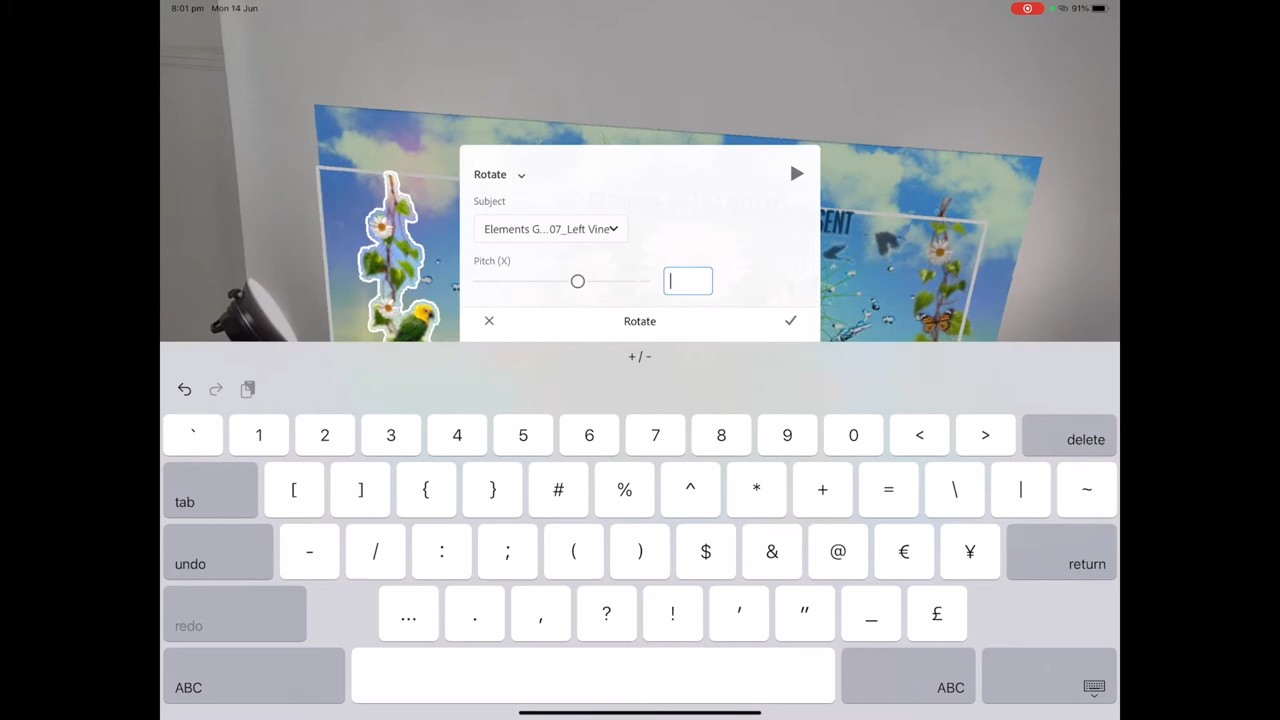 8:01 pm Mon 14 Jun
91%
Rotate
Subject
Elements G...07_Left Vine
Pitch (X)
ENT
Rotate
+ / -
` 1 2 3 4 5 6 7 8 9 0 < > delete
tab [ ] { } # % ^ * + = \ | ~
undo - / : ; ( ) $ & @ € ¥ return
redo ... . , ? ! ' " _ £
ABC ABC